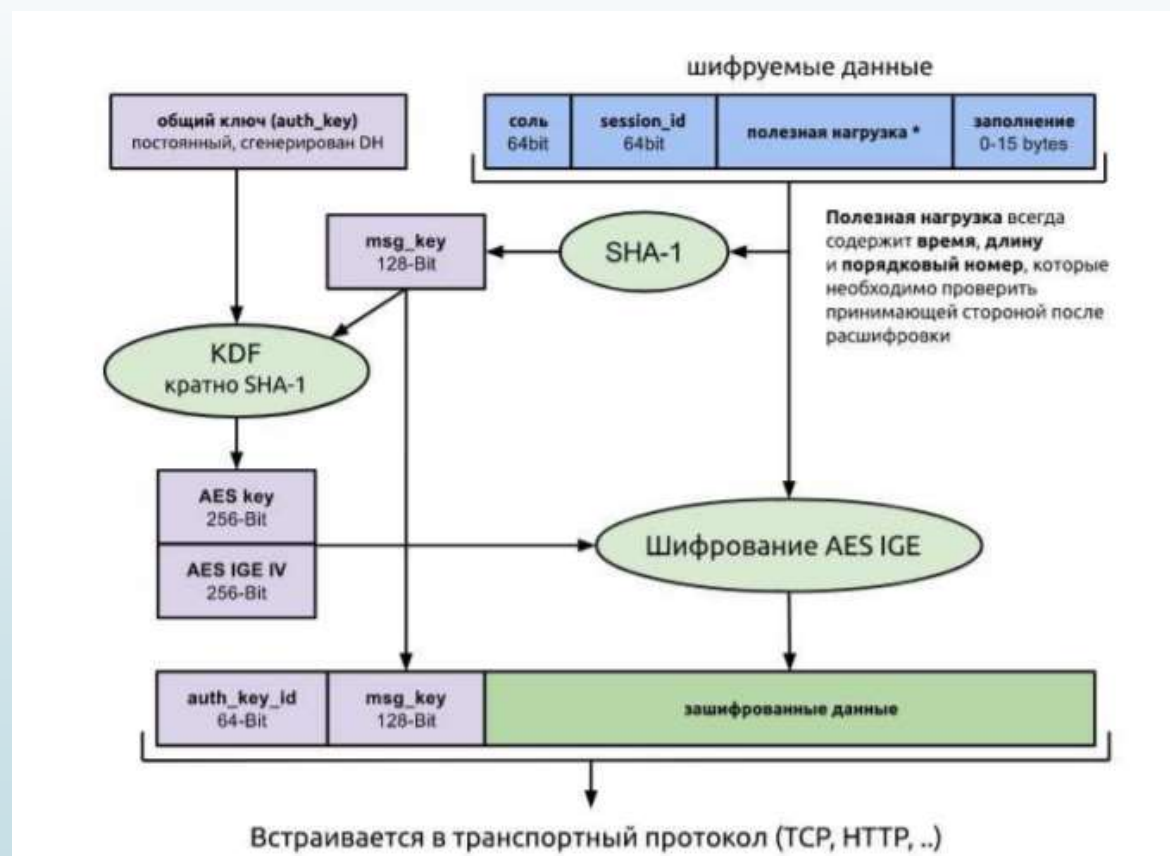 шифруемые данные
общий ключ (auth_key)
постоянный, сгенерирован DH
соль
64bit
session_id
64bit
полезная нагрузка *
заполнение
0-15 bytes
Полезная нагрузка всегда
содержит время, длину
и порядковый номер, которые
необходимо проверить
принимающей стороной после
расшифровки
msg_key
128-Bit
SHA-1
KDF
кратно SHA-1
AES key
256-Bit
AES IGE IV
256-Bit
Шифрование AES IGE
auth_key_id
64-Bit
msg_key
128-Bit
зашифрованные данные
Встраивается в транспортный протокол (TCP, HTTP, ..)